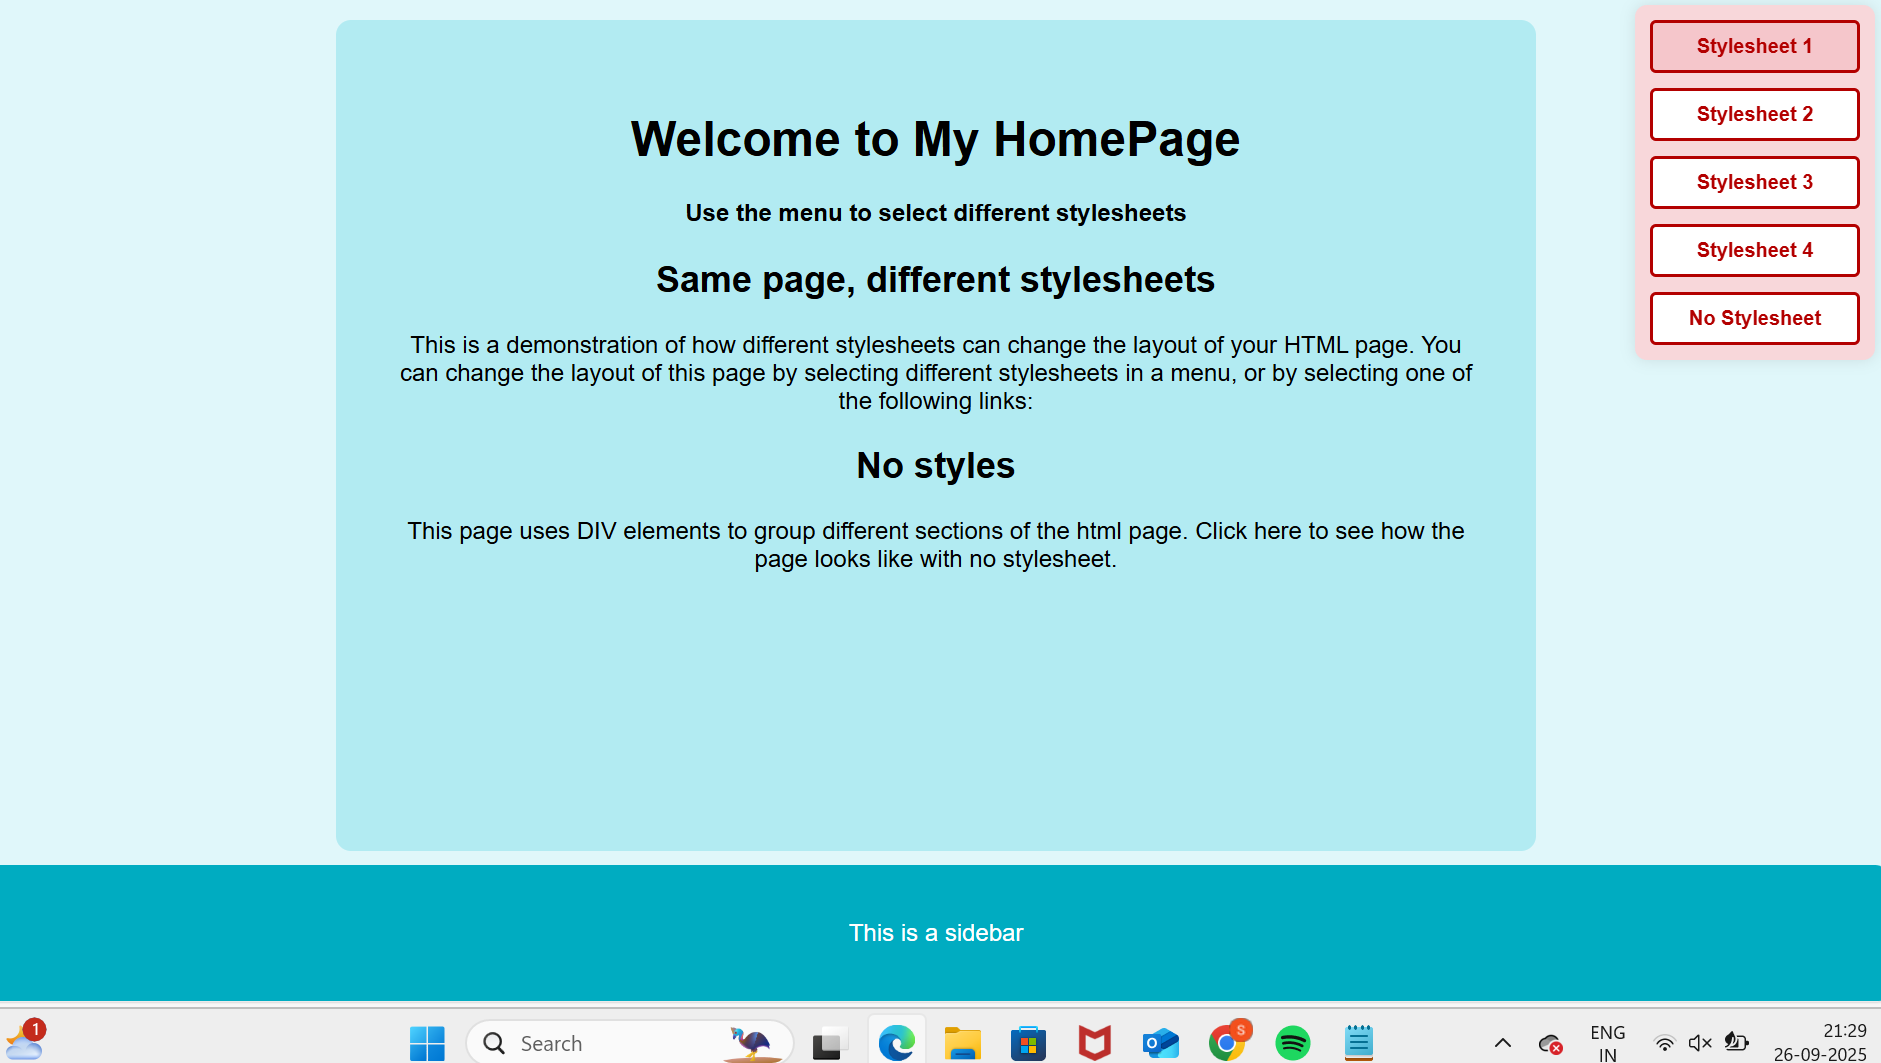 Welcome to My HomePage
Use the menu to select different stylesheets
Same page, different stylesheets
This is a demonstration of how different stylesheets can change the layout of your HTML page. You
can change the layout of this page by selecting different stylesheets in a menu, or by selecting one of
the following links:
No styles
This page uses DIV elements to group different sections of the html page. Click here to see how the
page looks like with no stylesheet.
Stylesheet 1
Stylesheet 2
Stylesheet 3
Stylesheet 4
No Stylesheet
This is a sidebar
1
Search
O
S
ENG
IN
21:29
26-09-2025